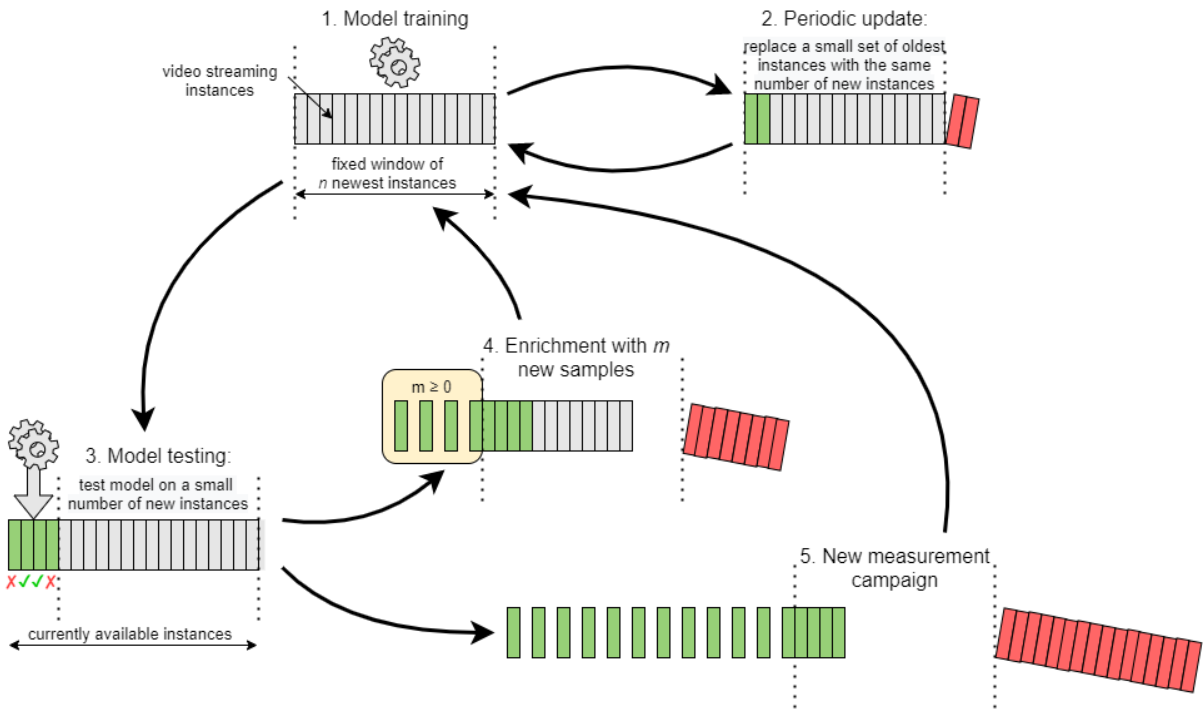 1. Model training
video streaming
instances
fixed window of
n newest instances
2. Periodic update:
replace a small set of oldest
instances with the same
number of new instances
3. Model testing:
test model on a small
number of new instances
✗✓✓✗
currently available instances
4. Enrichment with m
new samples
m ≥ 0
5. New measurement
campaign